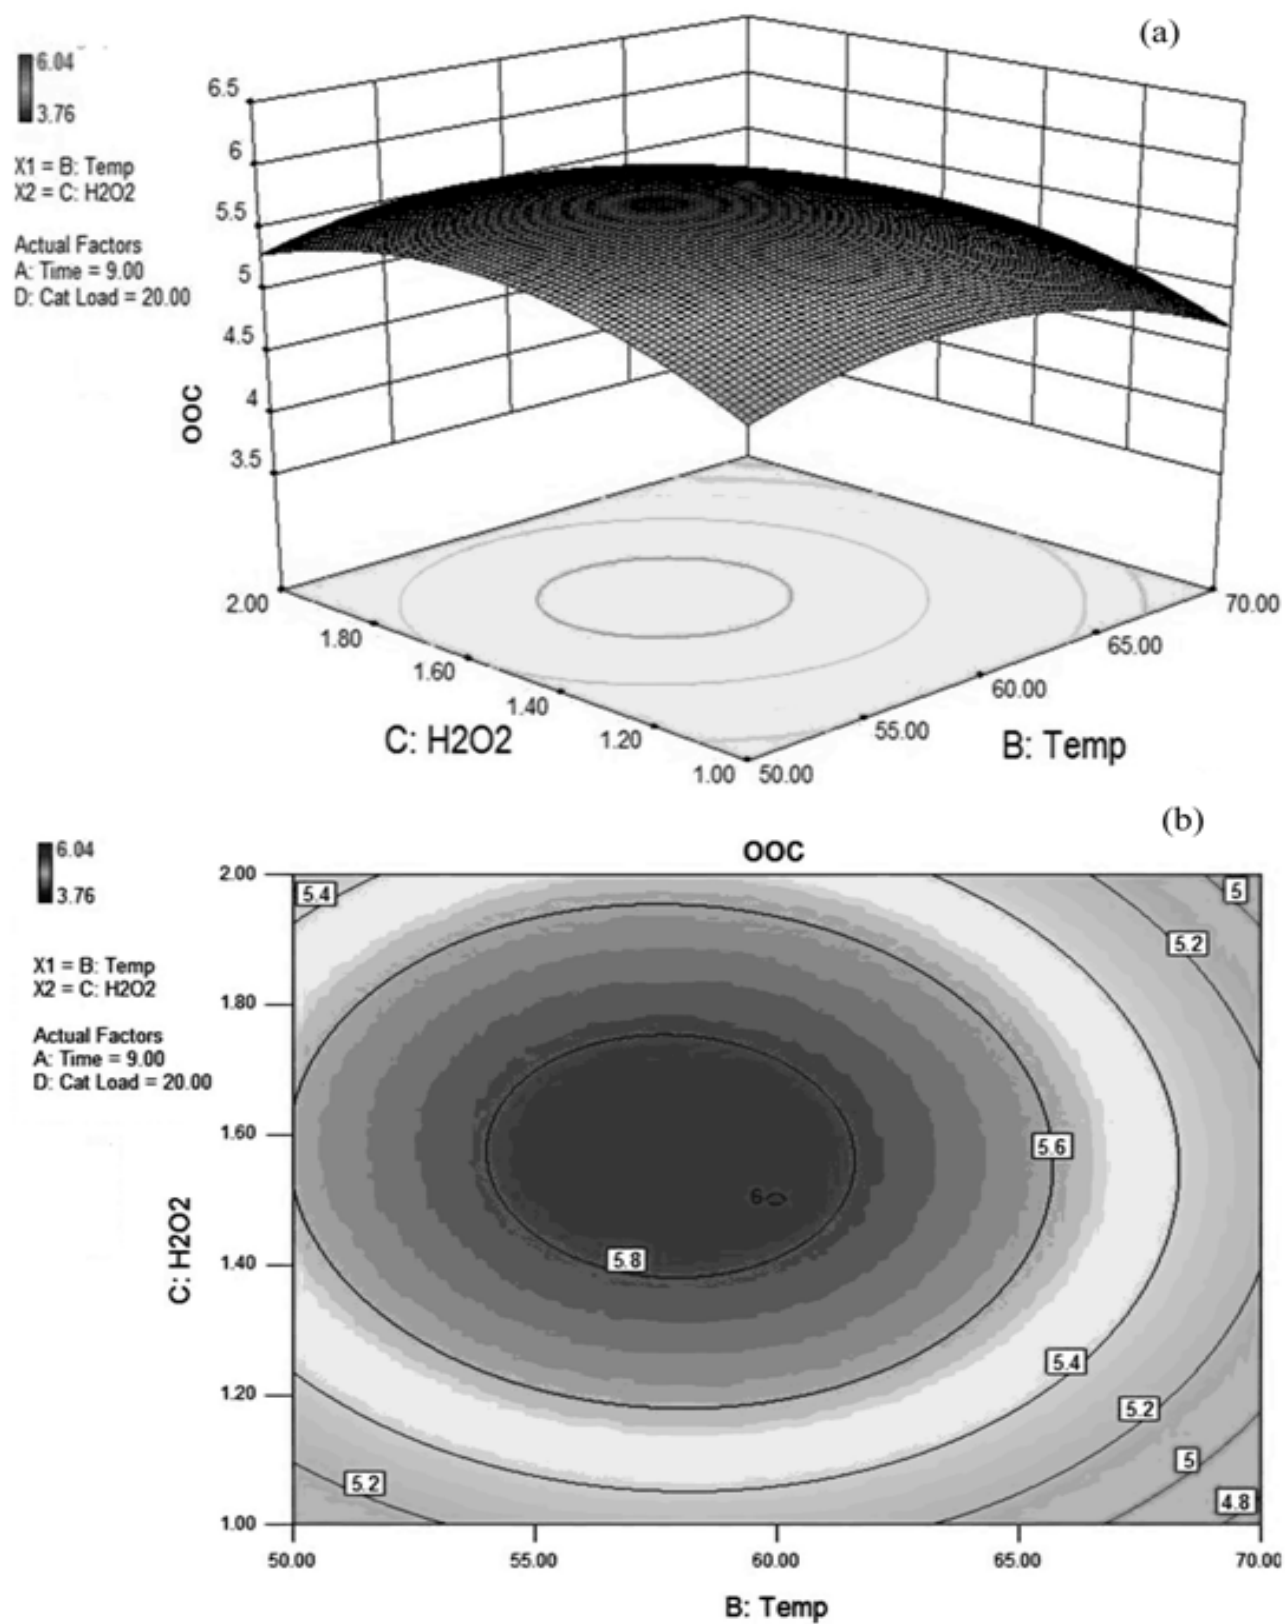 (a)
6.04
3.76
X1 = B: Temp
X2 = C: H2O2
Actual Factors
A: Time = 9.00
D: Cat Load = 20.00
6.5
6
5.5
5
4.5
4
3.5
OOC
2.00
1.80
1.60
1.40
1.20
1.00
C: H2O2
50.00
55.00
60.00
65.00
70.00
B: Temp
(b)
OOC
6.04
3.76
X1 = B: Temp
X2 = C: H2O2
Actual Factors
A: Time = 9.00
D: Cat Load = 20.00
2.00
1.80
1.60
1.40
1.20
1.00
C: H2O2
5.4
5
5.2
5.6
6
5.8
5.4
5.2
5
5.2
4.8
50.00
55.00
60.00
65.00
70.00
B: Temp